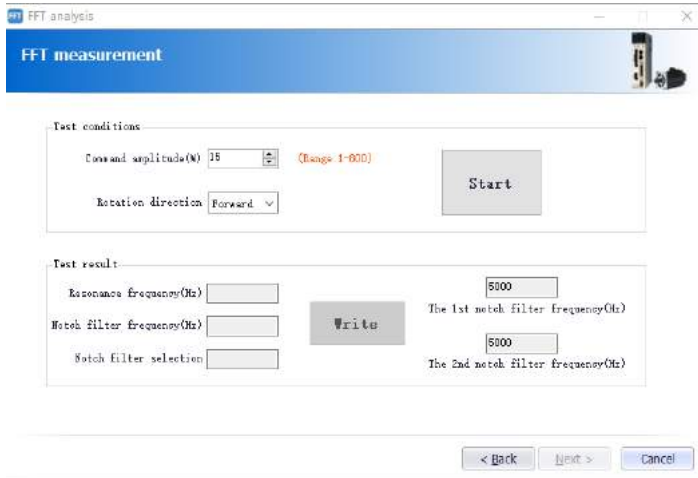 FFT FFT analysis
FFT measurement
Test conditions
Command amplitude(%) 15 (Range 1-800)
Start
Rotation direction Forward
Test result
Resonance frequency(Hz)
5000
The 1st notch filter frequency(Hz)
Notch filter frequency(Hz)
Write
5000
Notch filter selection
The 2nd notch filter frequency(Hz)
< Back Next > Cancel